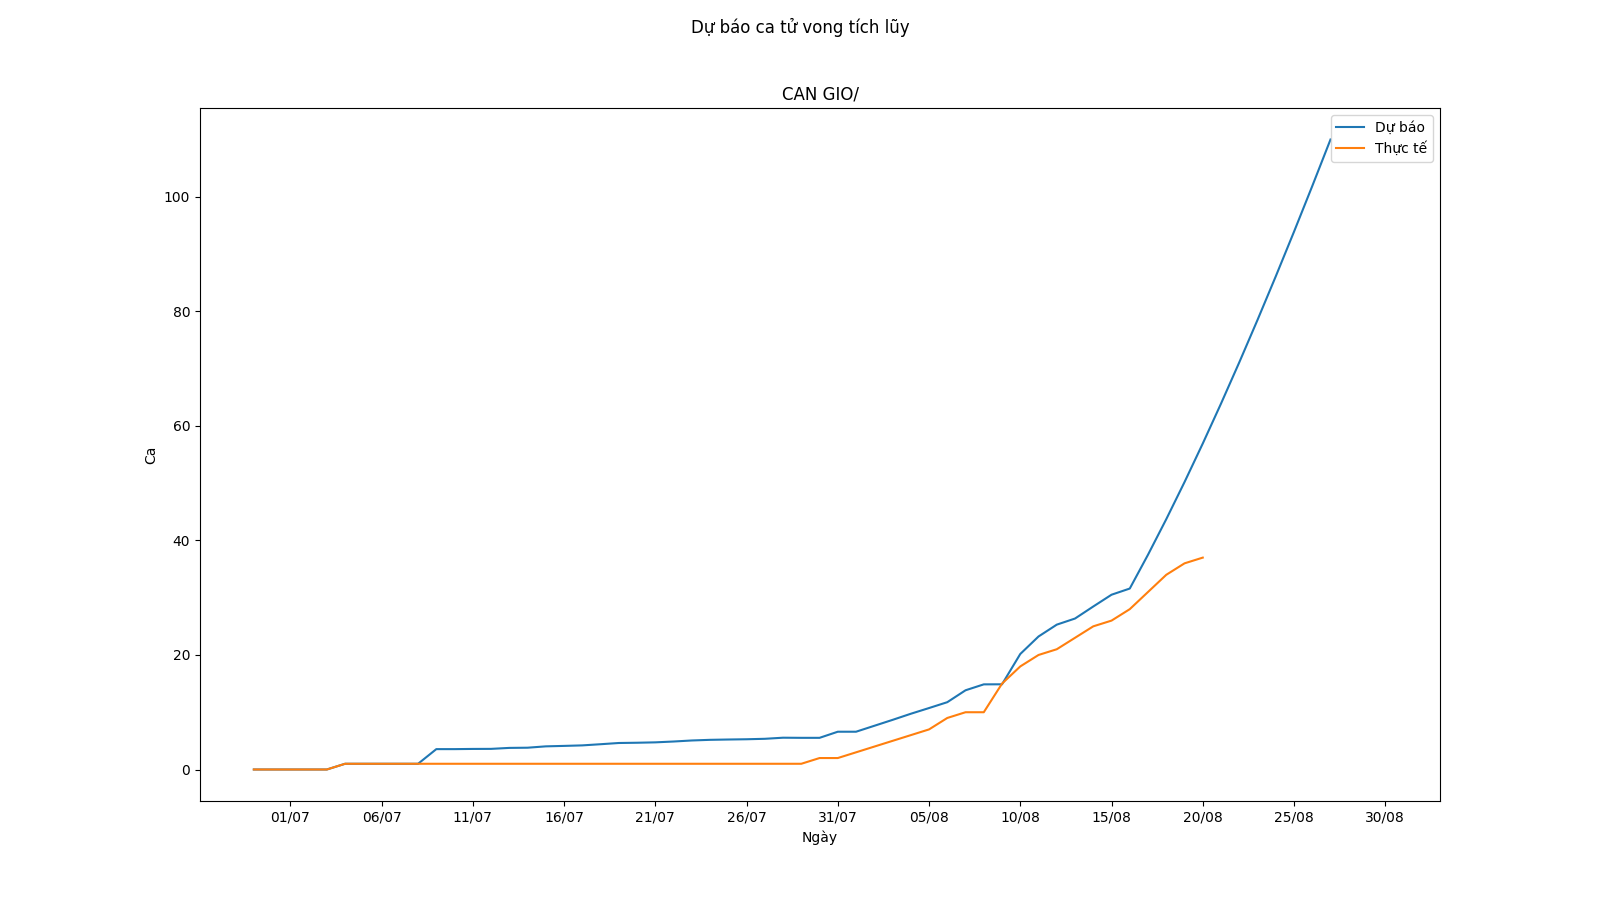 Dự báo ca tử vong tích lũy
CAN GIO/
Dự báo
Thực tế
100
80
60
40
20
0
Ca
01/07 06/07 11/07 16/07 21/07 26/07 31/07 05/08 10/08 15/08 20/08 25/08 30/08
Ngày